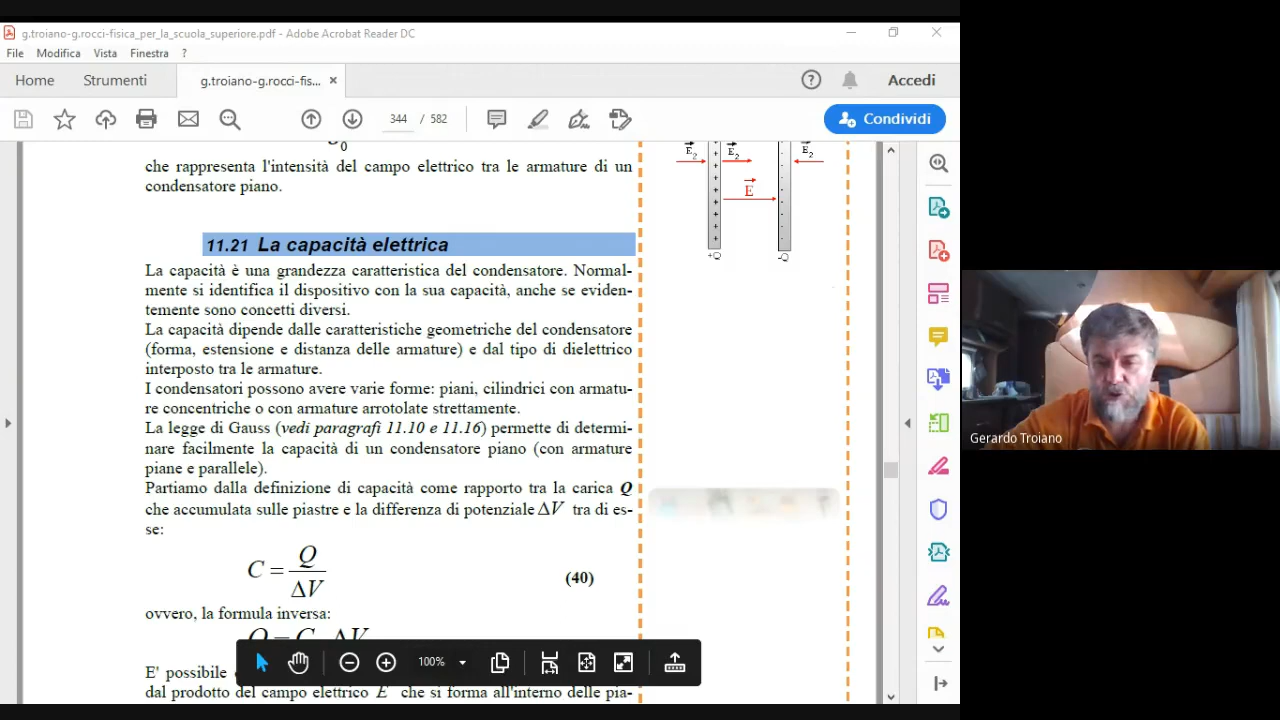 g.troiano-g.rocci-fisica_per_la_scuola_superiore.pdf - Adobe Acrobat Reader DC
File Modifica Vista Finestra ?
Home Strumenti g.troiano-g.rocci-fis... × Accedi
344 / 582 Condividi
che rappresenta l'intensità del campo elettrico tra le armature di un
condensatore piano.
E₂ E₂ E₂
E
+Q -Q
11.21 La capacità elettrica
La capacità è una grandezza caratteristica del condensatore. Normal-
mente si identifica il dispositivo con la sua capacità, anche se eviden-
temente sono concetti diversi.
La capacità dipende dalle caratteristiche geometriche del condensatore
(forma, estensione e distanza delle armature) e dal tipo di dielettrico
interposto tra le armature.
I condensatori possono avere varie forme: piani, cilindrici con armatu-
re concentriche o con armature arrotolate strettamente.
La legge di Gauss (vedi paragrafi 11.10 e 11.16) permette di determi-
nare facilmente la capacità di un condensatore piano (con armature
piane e parallele).
Partiamo dalla definizione di capacità come rapporto tra la carica Q
che accumulata sulle piastre e la differenza di potenziale ΔV tra di es-
se:
C = Q / ΔV (40)
ovvero, la formula inversa:
Q = C ΔV
E' possibile
dal prodotto del campo elettrico E che si forma all'interno delle pia-
100%
Gerardo Troiano